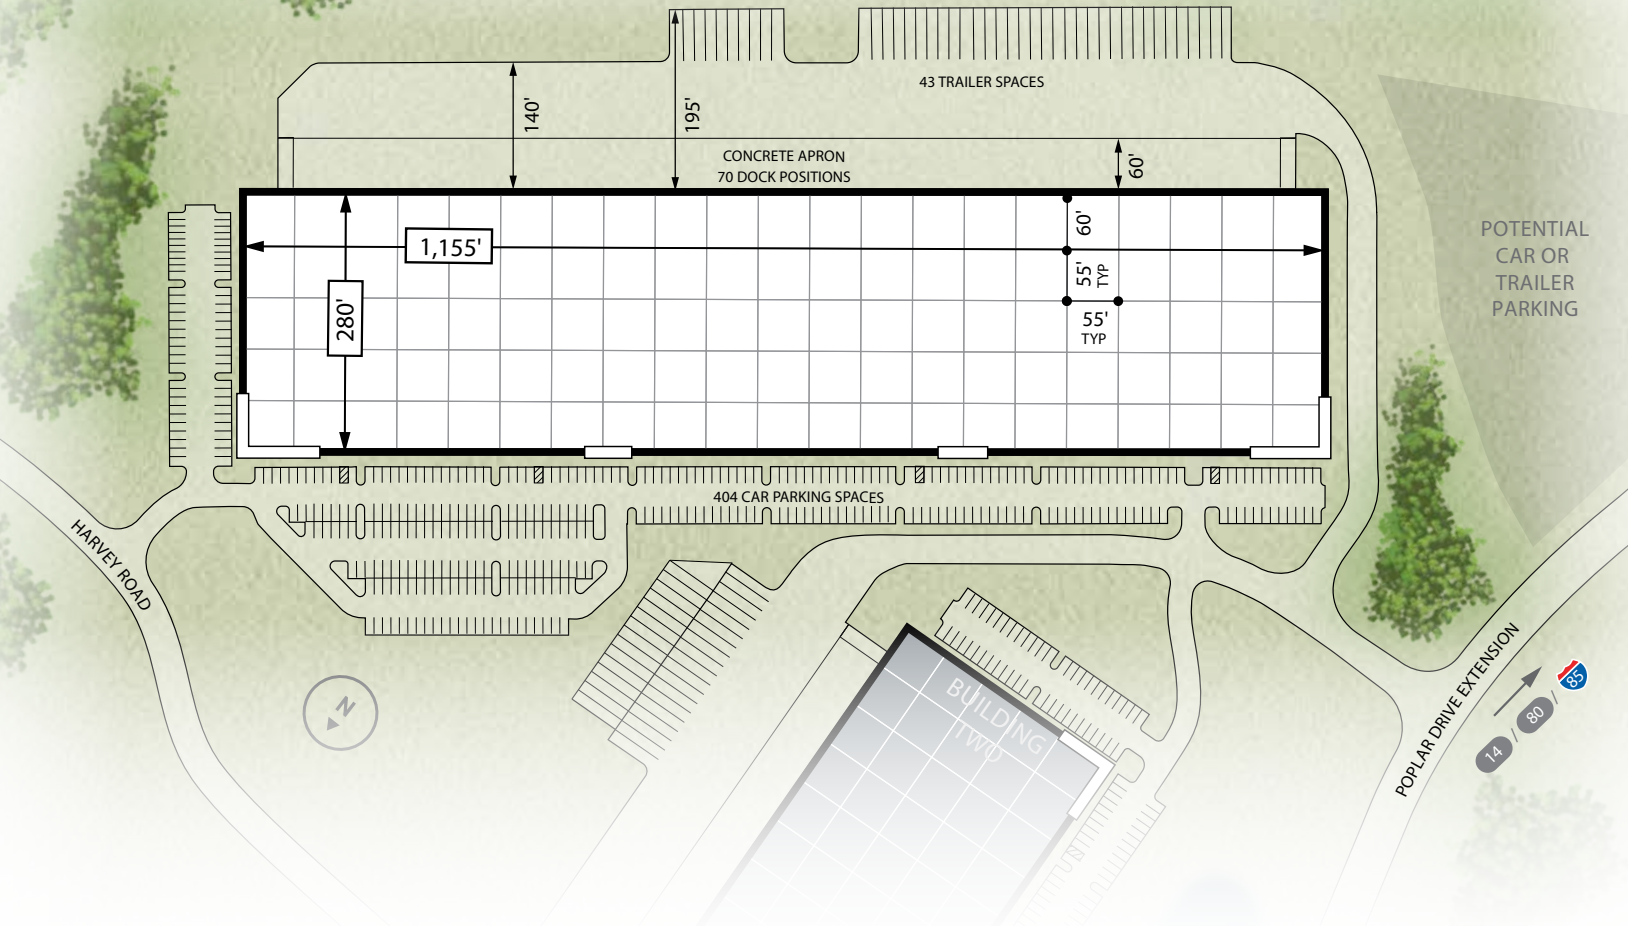 43 TRAILER SPACES
140'
195'
CONCRETE APRON
70 DOCK POSITIONS
60'
60'
1,155'
55'
TYP
280'
55'
TYP
POTENTIAL
CAR OR
TRAILER
PARKING
404 CAR PARKING SPACES
HARVEY ROAD
N
BUILDING
TWO
POPLAR DRIVE EXTENSION
14 / 80 / 85